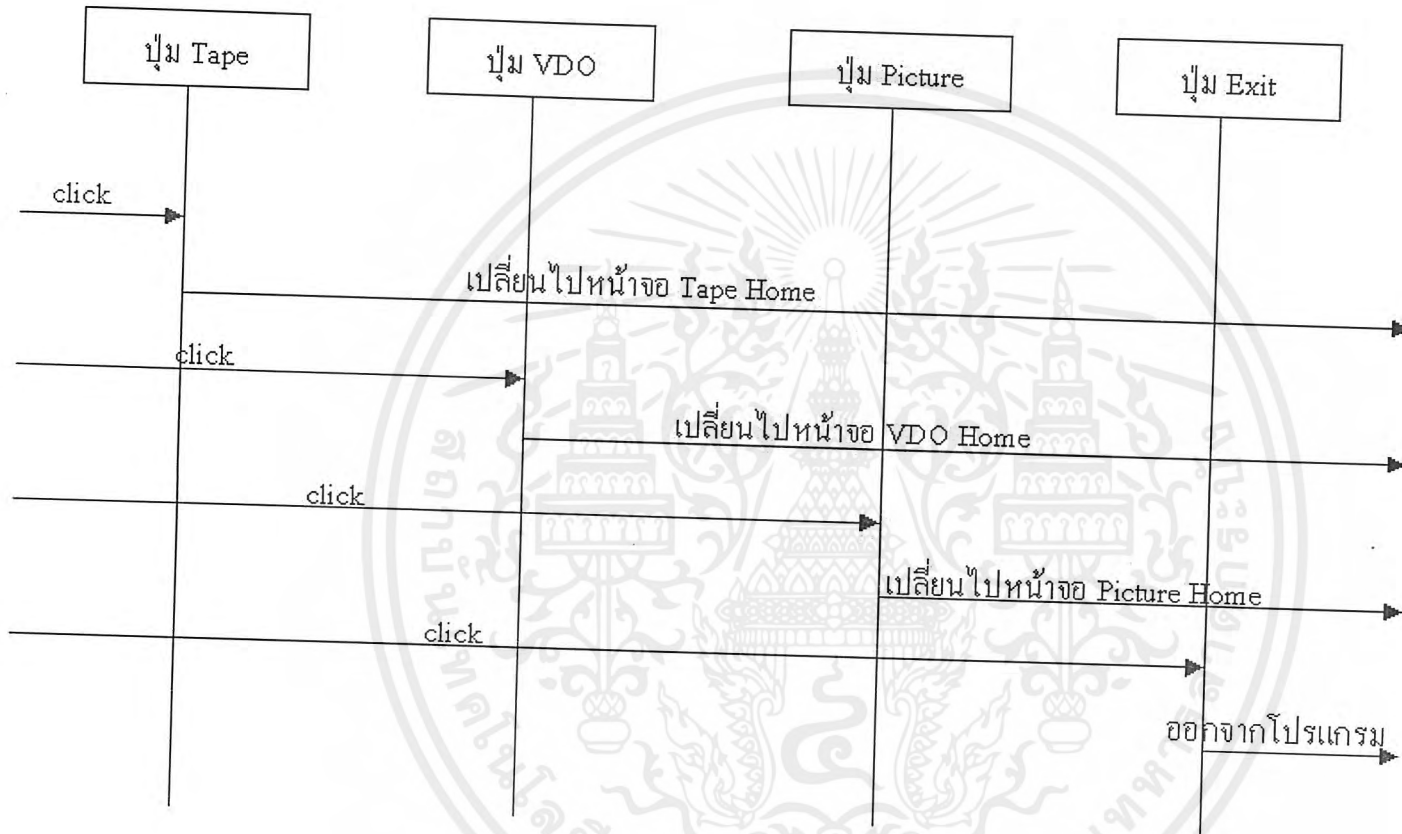 ปุ่ม Tape
ปุ่ม VDO
ปุ่ม Picture
ปุ่ม Exit
click
เปลี่ยนไปหน้าจอ Tape Home
click
เปลี่ยนไปหน้าจอ VDO Home
click
เปลี่ยนไปหน้าจอ Picture Home
click
ออกจากโปรแกรม